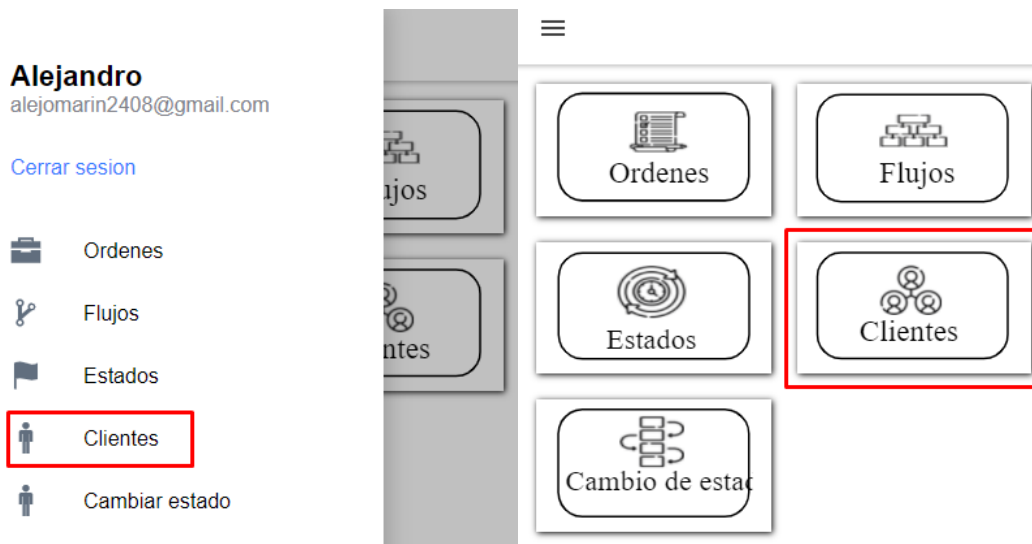 Alejandro
alejomarin2408@gmail.com
Cerrar sesion
Ordenes
Flujos
Estados
Clientes
Cambiar estado
ujos
ntes
Ordenes
Flujos
Estados
Clientes
Cambio de estad